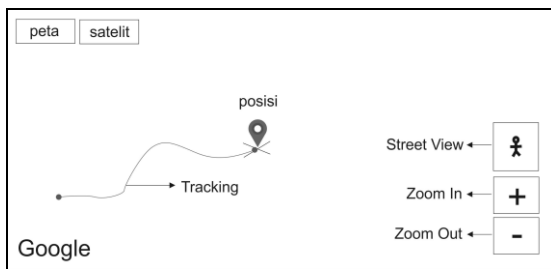 peta
satelit
posisi
Street View
Tracking
Zoom In
+
Zoom Out
-
Google